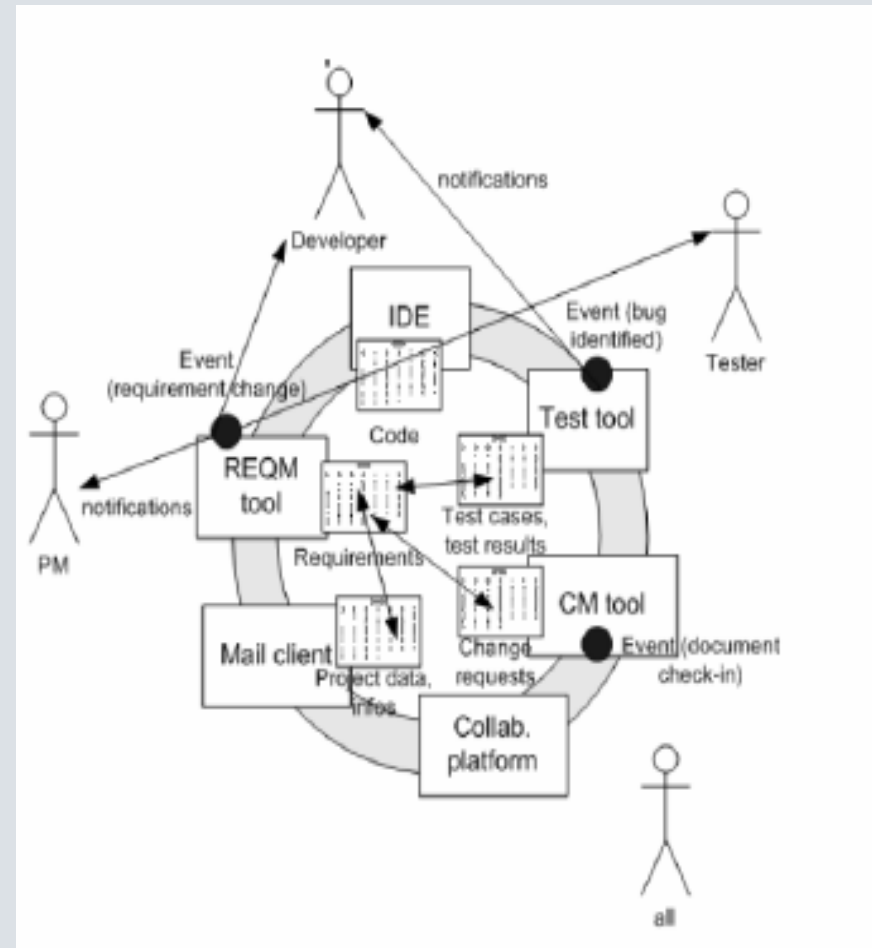 notifications
Developer
IDE
Event (bug
identified)
Tester
Event
(requirement change)
Code
Test tool
REQM
tool
notifications
PM
Requirements
Test cases,
test results
CM tool
Mail client
Project data,
infos
Change
requests
Event (document
check-in)
Collab.
platform
all